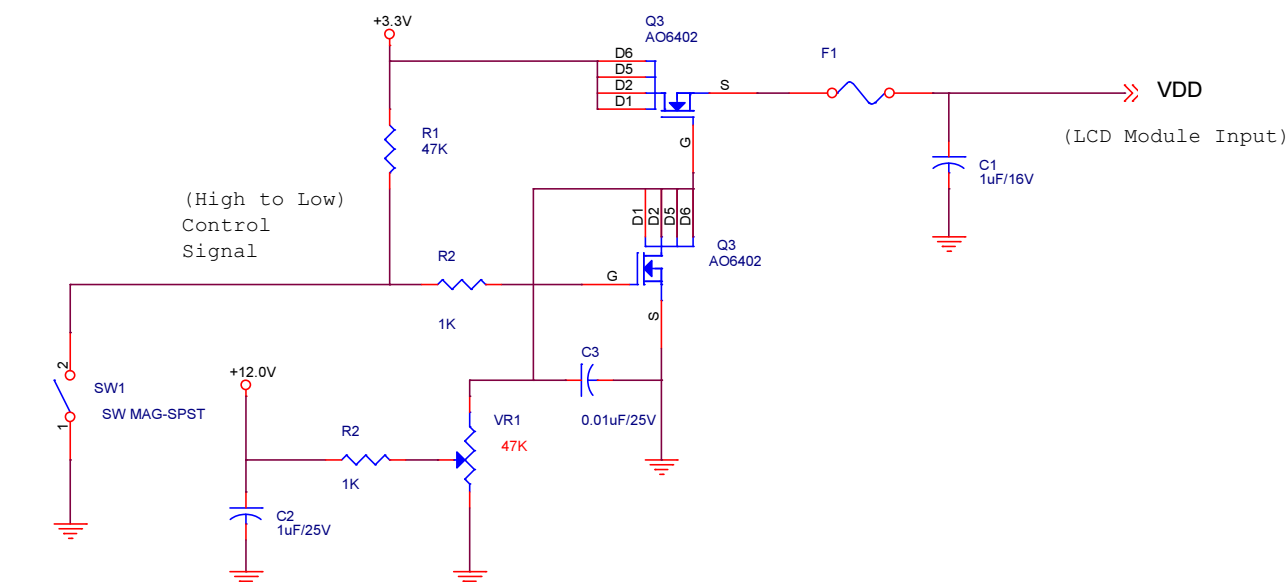 +3.3V
Q3
AO6402
D6
D5
D2
D1
S
G
F1
VDD
(LCD Module Input)
R1
47K
C1
1uF/16V
(High to Low)
Control
Signal
D1
D2
D5
D6
Q3
AO6402
R2
1K
G
S
2
1
SW1
SW MAG-SPST
+12.0V
C3
0.01uF/25V
R2
1K
VR1
47K
C2
1uF/25V